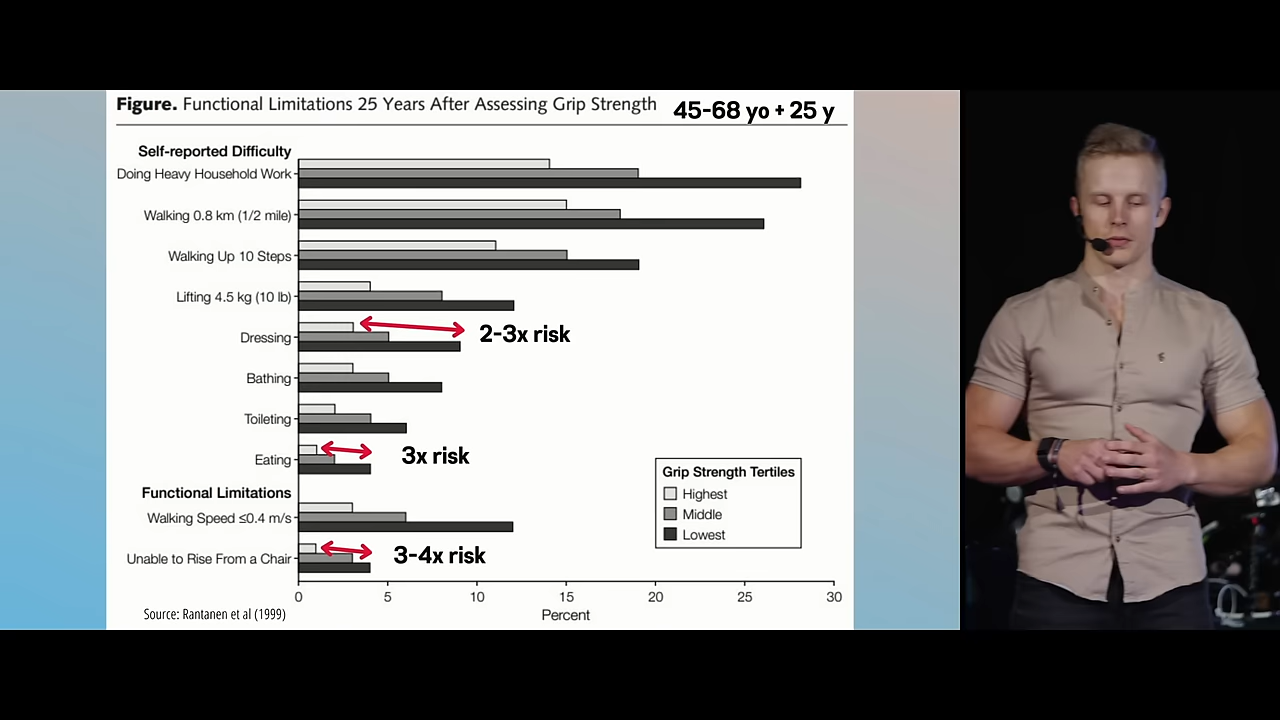 Figure. Functional Limitations 25 Years After Assessing Grip Strength
45-68 yo + 25 y
Self-reported Difficulty
Doing Heavy Household Work
Walking 0.8 km (1/2 mile)
Walking Up 10 Steps
Lifting 4.5 kg (10 lb)
Dressing
2-3x risk
Bathing
Toileting
Eating
3x risk
Functional Limitations
Walking Speed ≤0.4 m/s
Unable to Rise From a Chair
3-4x risk
Grip Strength Tertiles
Highest
Middle
Lowest
0 5 10 15 20 25 30
Percent
Source: Rantanen et al (1999)